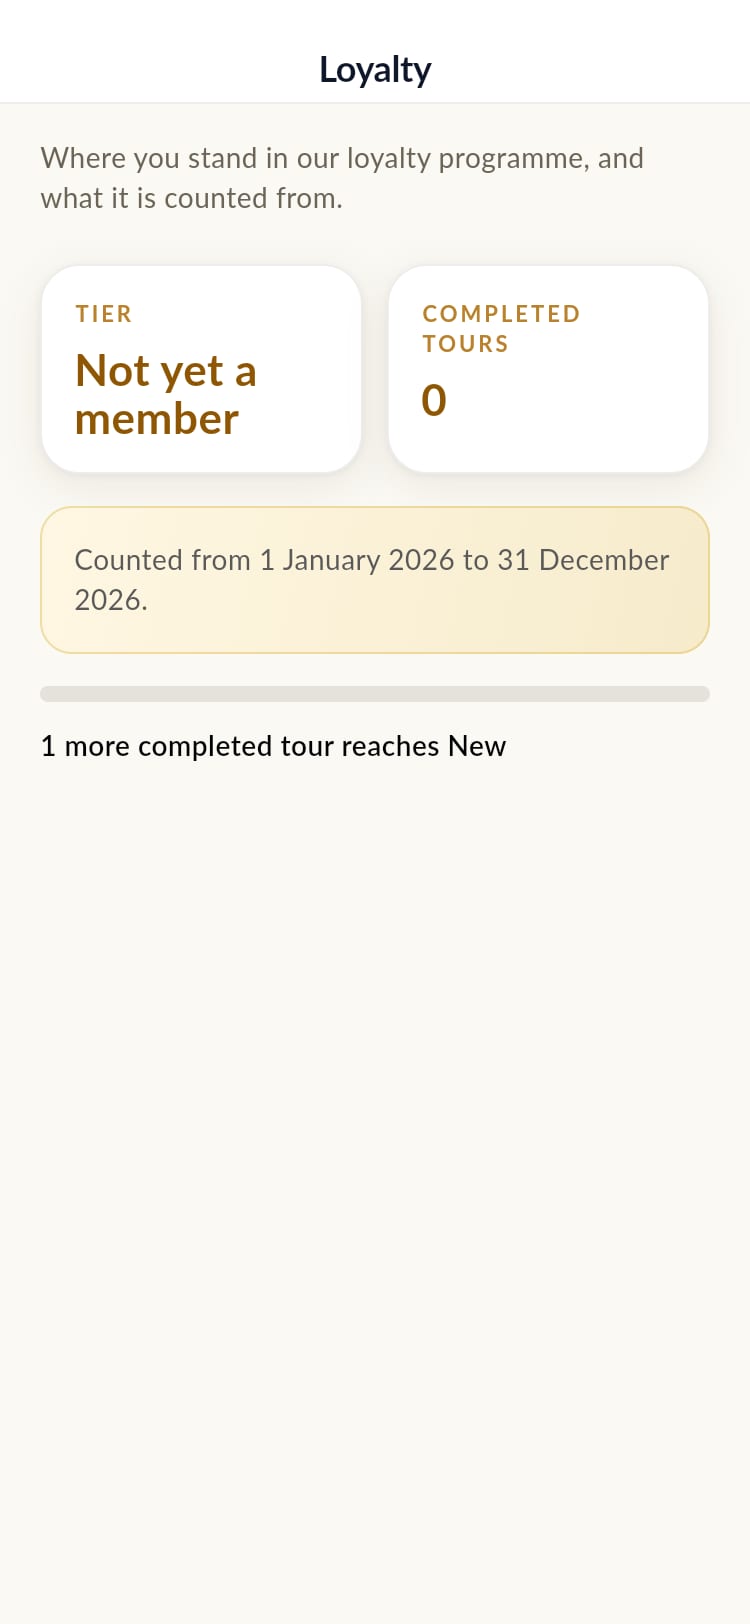 Loyalty
Where you stand in our loyalty programme, and
what it is counted from.
TIER
Not yet a
member
COMPLETED
TOURS
0
Counted from 1 January 2026 to 31 December
2026.
1 more completed tour reaches New